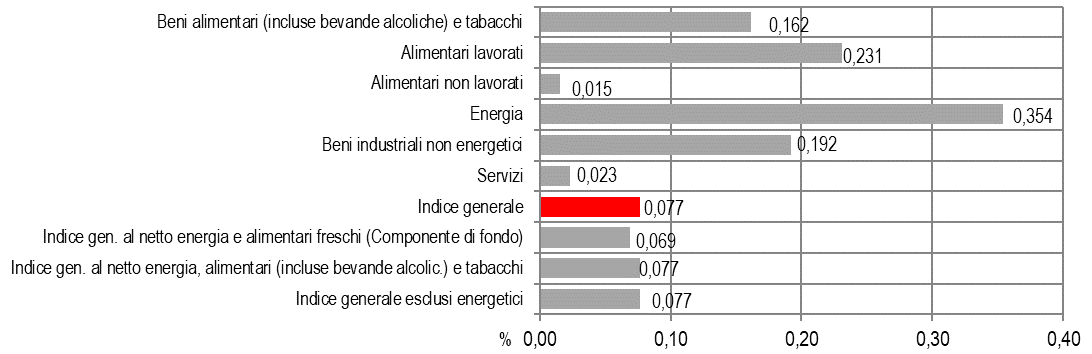 Beni alimentari (incluse bevande alcoliche) e tabacchi 0,162
Alimentari lavorati 0,231
Alimentari non lavorati 0,015
Energia 0,354
Beni industriali non energetici 0,192
Servizi 0,023
Indice generale 0,077
Indice gen. al netto energia e alimentari freschi (Componente di fondo) 0,069
Indice gen. al netto energia, alimentari (incluse bevande alcolic.) e tabacchi 0,077
Indice generale esclusi energetici 0,077
% 0,00 0,10 0,20 0,30 0,40